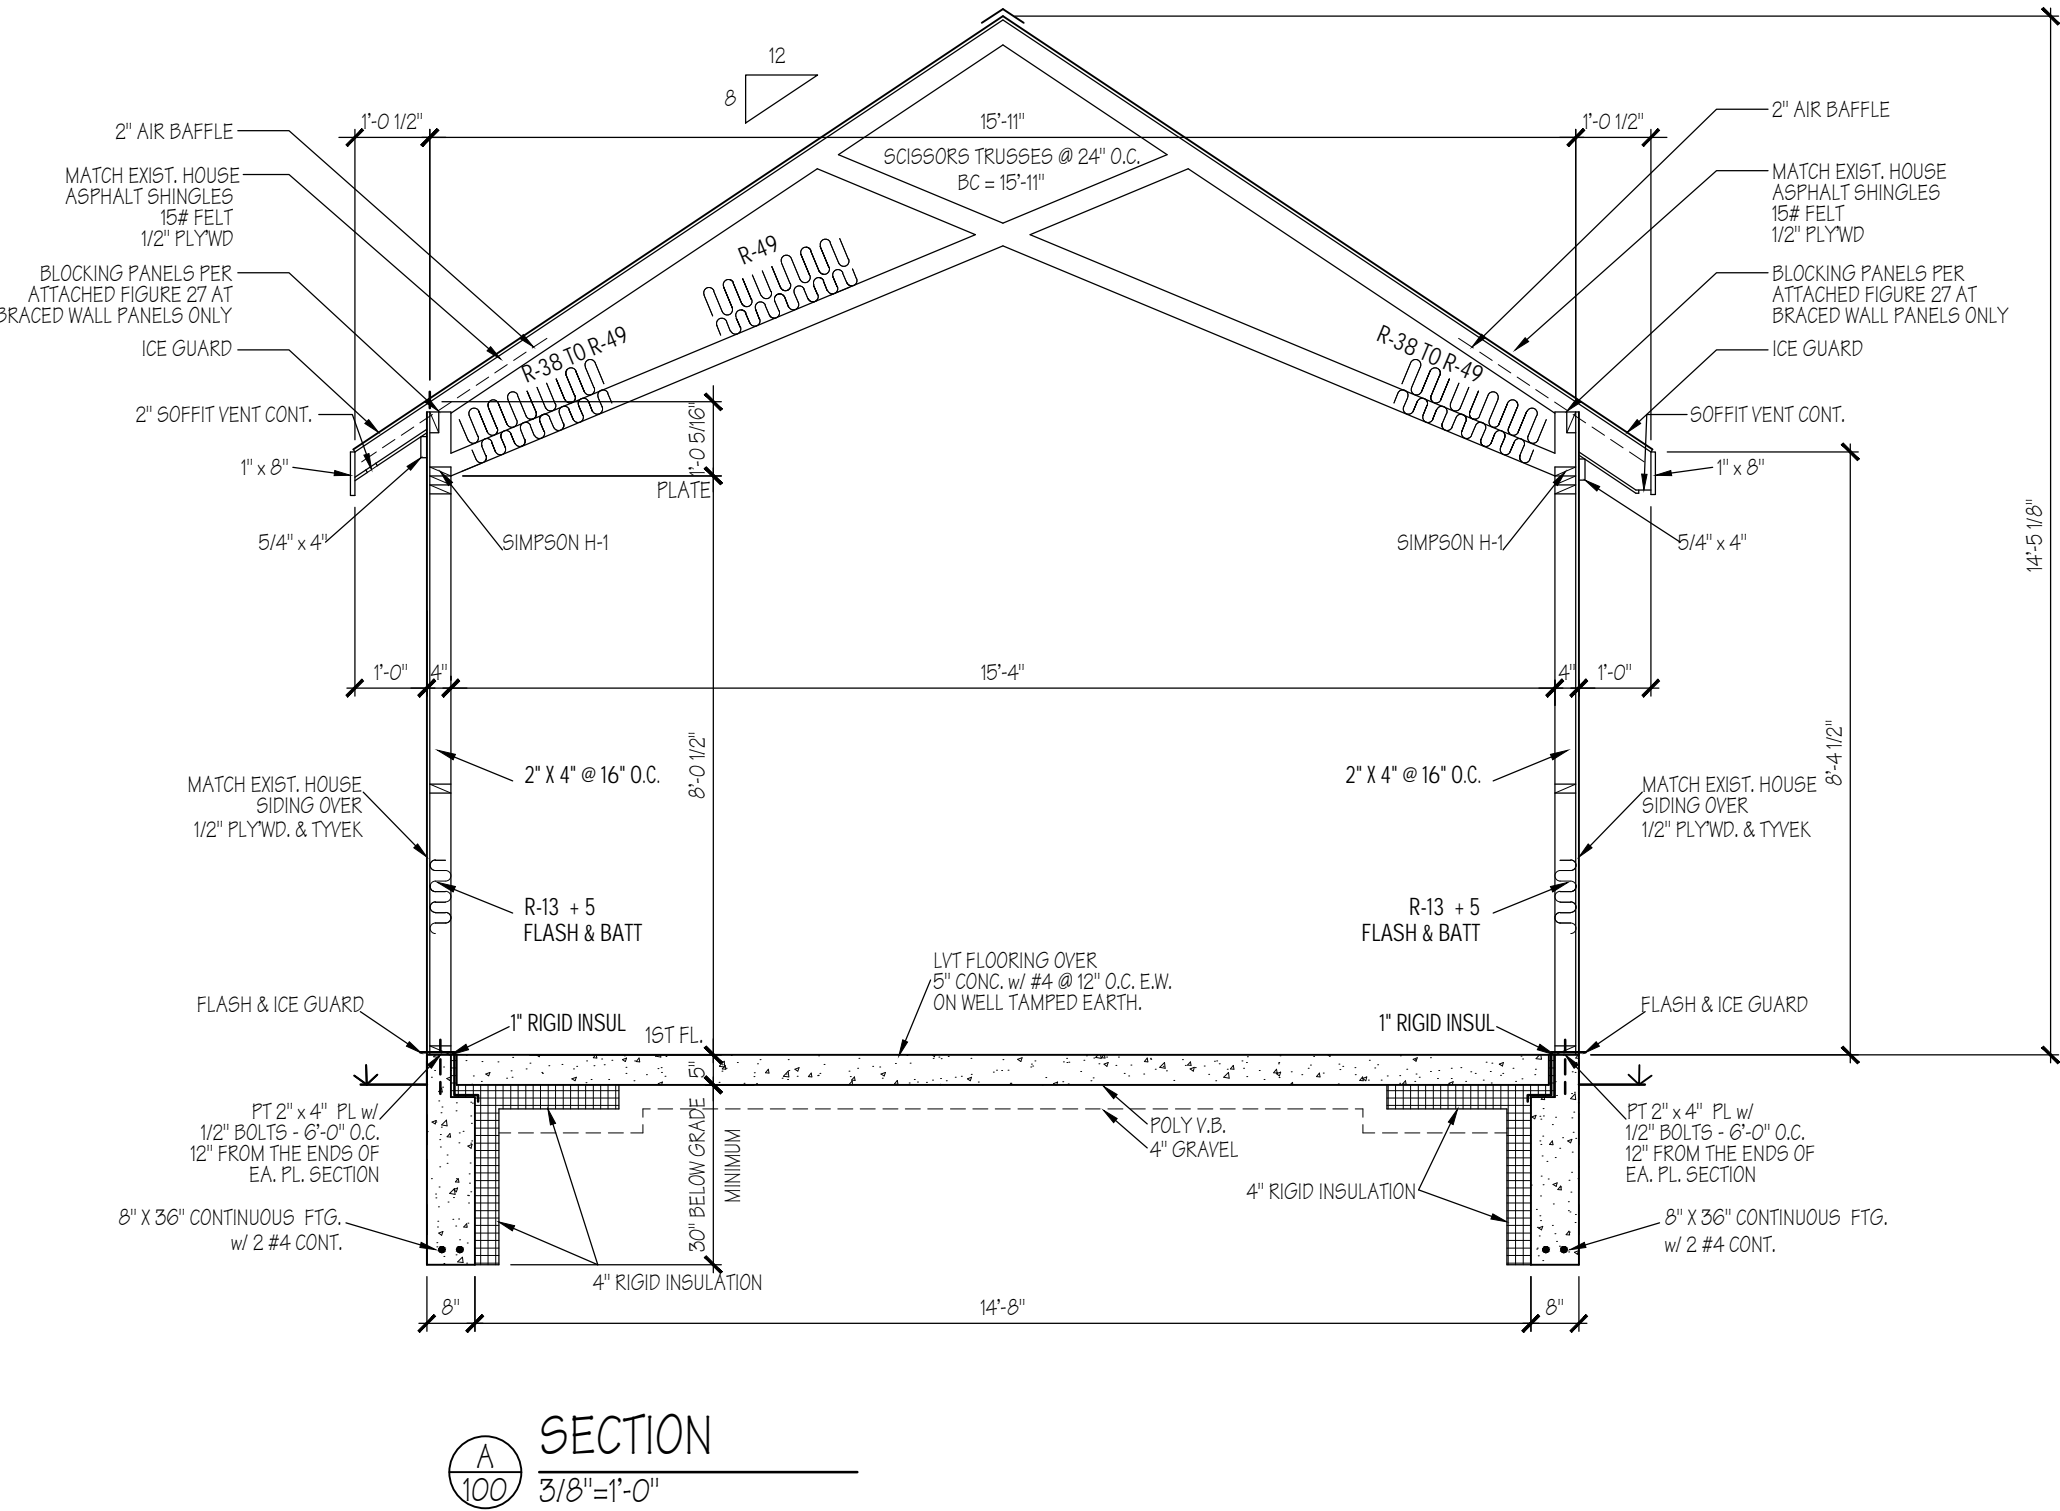 12
8
1'-0 1/2"
15'-11"
1'-0 1/2"
2" AIR BAFFLE
2" AIR BAFFLE
SCISSORS TRUSSES @ 24" O.C.
BC = 15'-11"
MATCH EXIST. HOUSE
ASPHALT SHINGLES
15# FELT
1/2" PLY'WD
MATCH EXIST. HOUSE
ASPHALT SHINGLES
15# FELT
1/2" PLY'WD
R-49
BLOCKING PANELS PER
ATTACHED FIGURE 27 AT
BRACED WALL PANELS ONLY
BLOCKING PANELS PER
ATTACHED FIGURE 27 AT
BRACED WALL PANELS ONLY
R-38 TO R-49
R-38 TO R-49
ICE GUARD
ICE GUARD
2" SOFFIT VENT CONT.
SOFFIT VENT CONT.
1'-0 5/16"
1" x 8"
1" x 8"
PLATE
5/4" x 4"
SIMPSON H-1
SIMPSON H-1
5/4" x 4"
14'-5 1/8"
1'-0"
4"
15'-4"
4"
1'-0"
8'-0 1/2"
8'-4 1/2"
2" X 4" @ 16" O.C.
2" X 4" @ 16" O.C.
MATCH EXIST. HOUSE
SIDING OVER
1/2" PLY'WD. & TYVEK
MATCH EXIST. HOUSE
SIDING OVER
1/2" PLY'WD. & TYVEK
R-13 + 5
FLASH & BATT
R-13 + 5
FLASH & BATT
LVT FLOORING OVER
5" CONC. w/ #4 @ 12" O.C. E.W.
ON WELL TAMPED EARTH.
FLASH & ICE GUARD
FLASH & ICE GUARD
1" RIGID INSUL
1ST FL.
1" RIGID INSUL
5"
PT 2" x 4" PL w/
1/2" BOLTS - 6'-0" O.C.
12" FROM THE ENDS OF
EA. PL. SECTION
30" BELOW GRADE
MINIMUM
POLY V.B.
4" GRAVEL
PT 2" x 4" PL w/
1/2" BOLTS - 6'-0" O.C.
12" FROM THE ENDS OF
EA. PL. SECTION
4" RIGID INSULATION
8" X 36" CONTINUOUS FTG.
w/ 2 #4 CONT.
8" X 36" CONTINUOUS FTG.
w/ 2 #4 CONT.
4" RIGID INSULATION
8"
14'-8"
8"
A
100
SECTION
3/8"=1'-0"